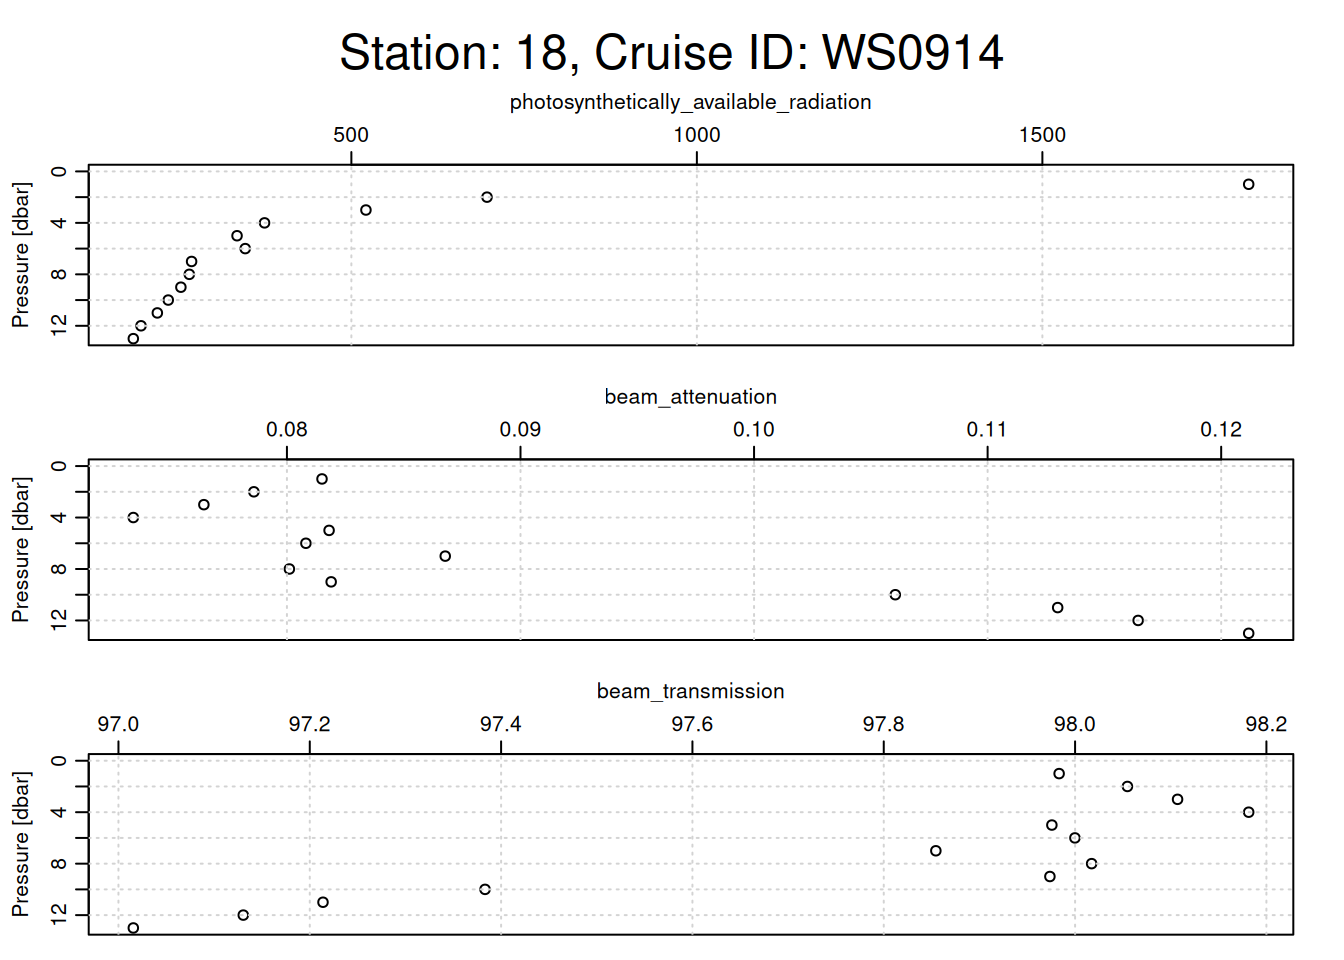 Station: 18, Cruise ID: WS0914
photosynthetically_available_radiation
500 1000 1500
Pressure [dbar]
0
4
8
12
beam_attenuation
0.08 0.09 0.10 0.11 0.12
Pressure [dbar]
0
4
8
12
beam_transmission
97.0 97.2 97.4 97.6 97.8 98.0 98.2
Pressure [dbar]
0
4
8
12